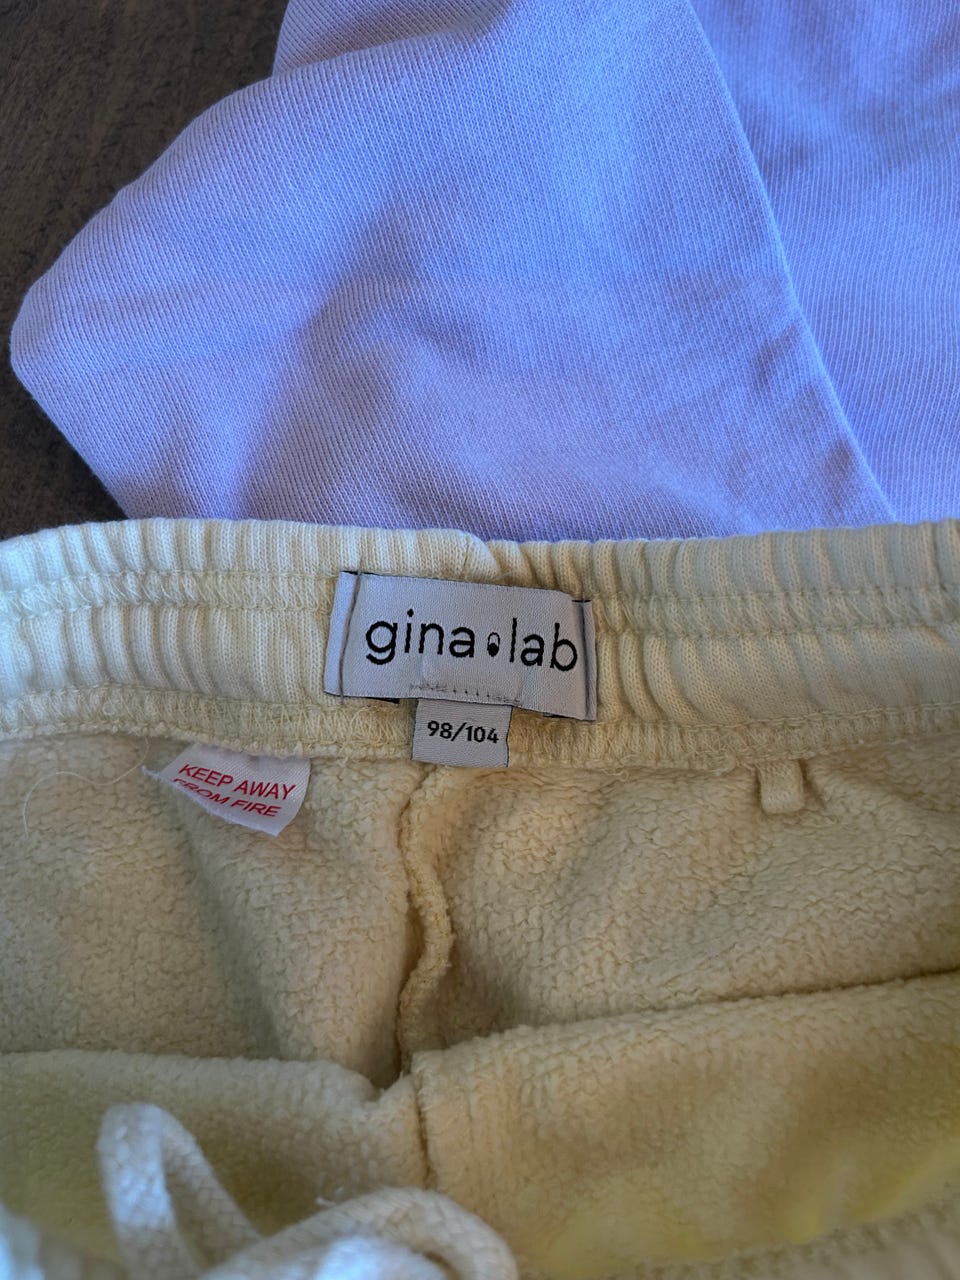 gina lab
98/104
KEEP AWAY
FROM FIRE